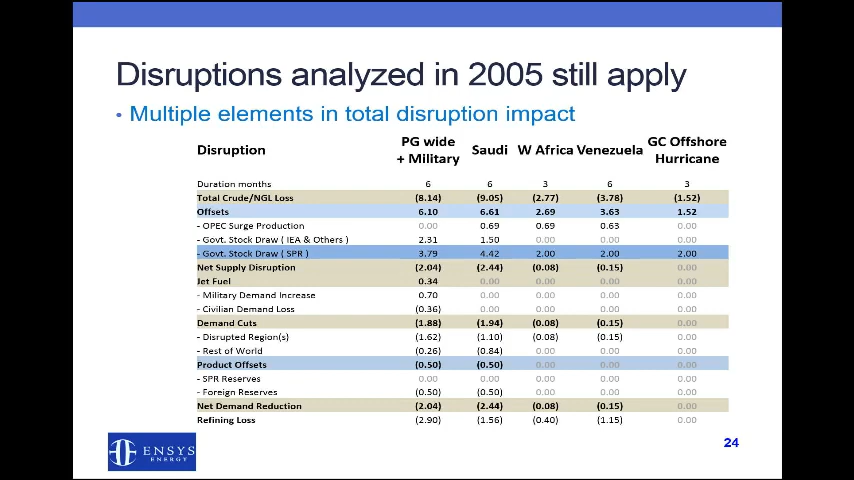 Disruptions analyzed in 2005 still apply
• Multiple elements in total disruption impact
Disruption PG wide + Military Saudi W Africa Venezuela GC Offshore Hurricane
Duration months 6 6 3 6 3
Total Crude/NGL Loss (8.14) (9.05) (2.77) (3.78) (1.52)
Offsets 6.10 6.61 2.69 3.63 1.52
- OPEC Surge Production 0.00 0.69 0.69 0.63 0.00
- Govt. Stock Draw ( IEA & Others ) 2.31 1.50 0.00 0.00 0.00
- Govt. Stock Draw ( SPR ) 3.79 4.42 2.00 2.00 2.00
Net Supply Disruption (2.04) (2.44) (0.08) (0.15) 0.00
Jet Fuel 0.34 0.00 0.00 0.00 0.00
- Military Demand Increase 0.70 0.00 0.00 0.00 0.00
- Civilian Demand Loss (0.36) 0.00 0.00 0.00 0.00
Demand Cuts (1.88) (1.94) (0.08) (0.15) 0.00
- Disrupted Region(s) (1.62) (1.10) (0.08) (0.15) 0.00
- Rest of World (0.26) (0.84) 0.00 0.00 0.00
Product Offsets (0.50) (0.50) 0.00 0.00 0.00
- SPR Reserves 0.00 0.00 0.00 0.00 0.00
- Foreign Reserves (0.50) (0.50) 0.00 0.00 0.00
Net Demand Reduction (2.04) (2.44) (0.08) (0.15) 0.00
Refining Loss (2.90) (1.56) (0.40) (1.15) 0.00
ENSYS
ENERGY
24